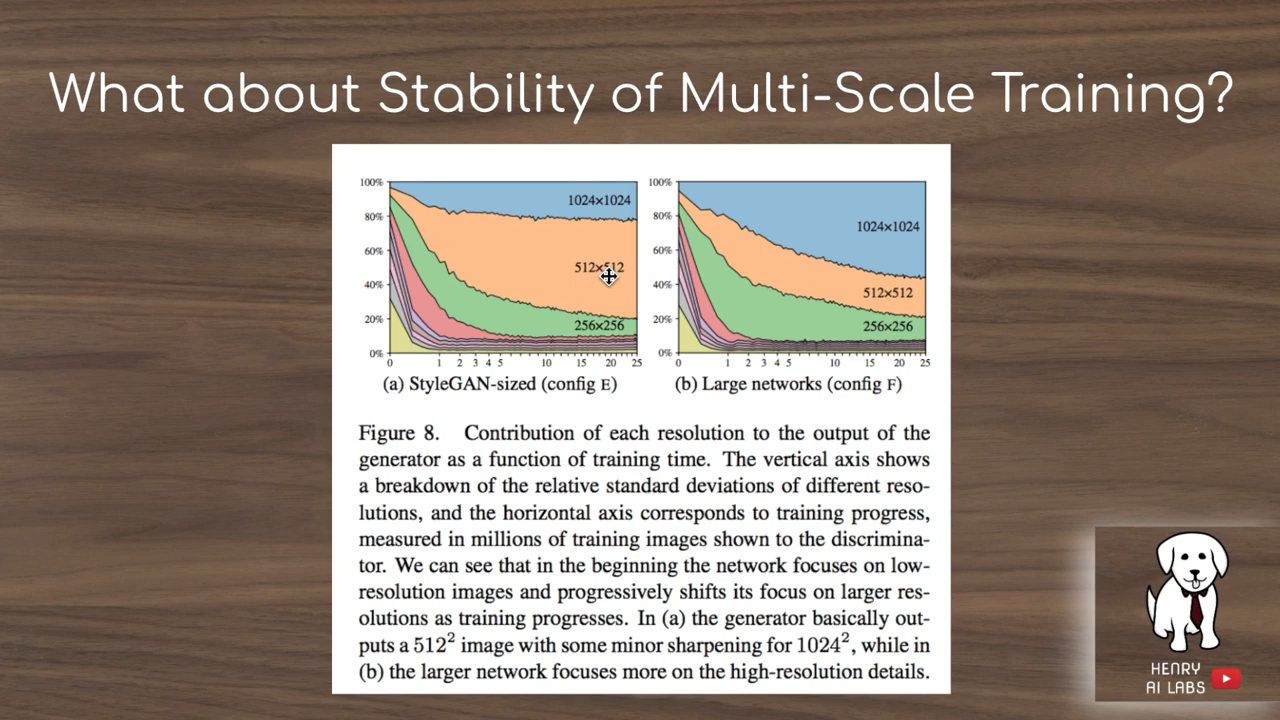 What about Stability of Multi-Scale Training?
100%
80%
60%
40%
20%
0%
1024×1024
512×512
256×256
0 1 2 3 4 5 10 15 20 25
(a) StyleGAN-sized (config E)
100%
80%
60%
40%
20%
0%
1024×1024
512×512
256×256
0 1 2 3 4 5 10 15 20 25
(b) Large networks (config F)
Figure 8. Contribution of each resolution to the output of the
generator as a function of training time. The vertical axis shows
a breakdown of the relative standard deviations of different reso-
lutions, and the horizontal axis corresponds to training progress,
measured in millions of training images shown to the discrimina-
tor. We can see that in the beginning the network focuses on low-
resolution images and progressively shifts its focus on larger res-
olutions as training progresses. In (a) the generator basically out-
puts a 512² image with some minor sharpening for 1024², while in
(b) the larger network focuses more on the high-resolution details.
HENRY
AI LABS